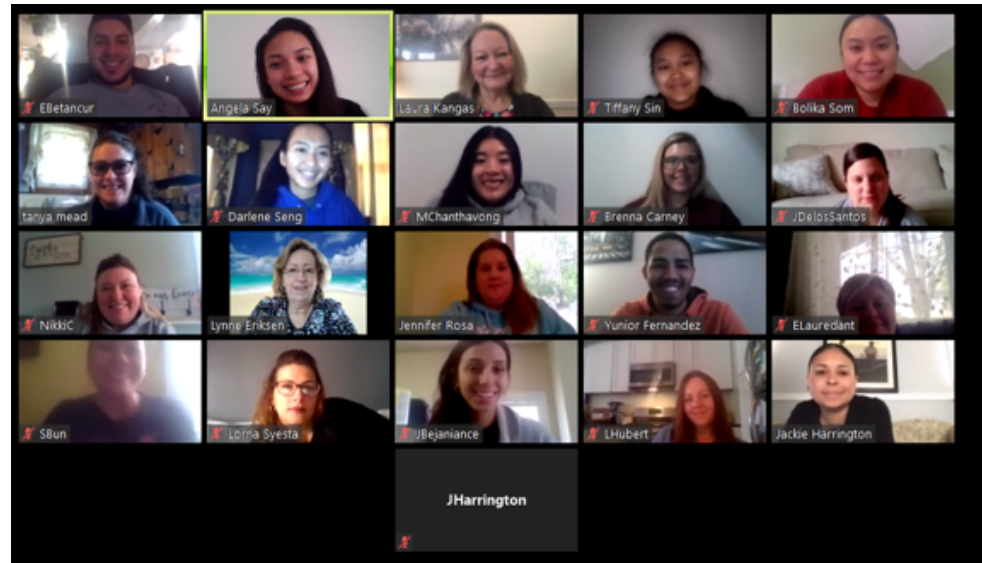 EBetancur
Angela Say
Laura Kangas
Tiffany Sin
Bolika Som
tanya mead
Darlene Seng
MChanthavong
Brenna Carney
JDelosSantos
NikkiC
Lynne Eriksen
Jennifer Rosa
Yunior Fernandez
ELauredant
SBun
Lorna Syesta
JBejaniance
LHubert
Jackie Harrington
JHarrington